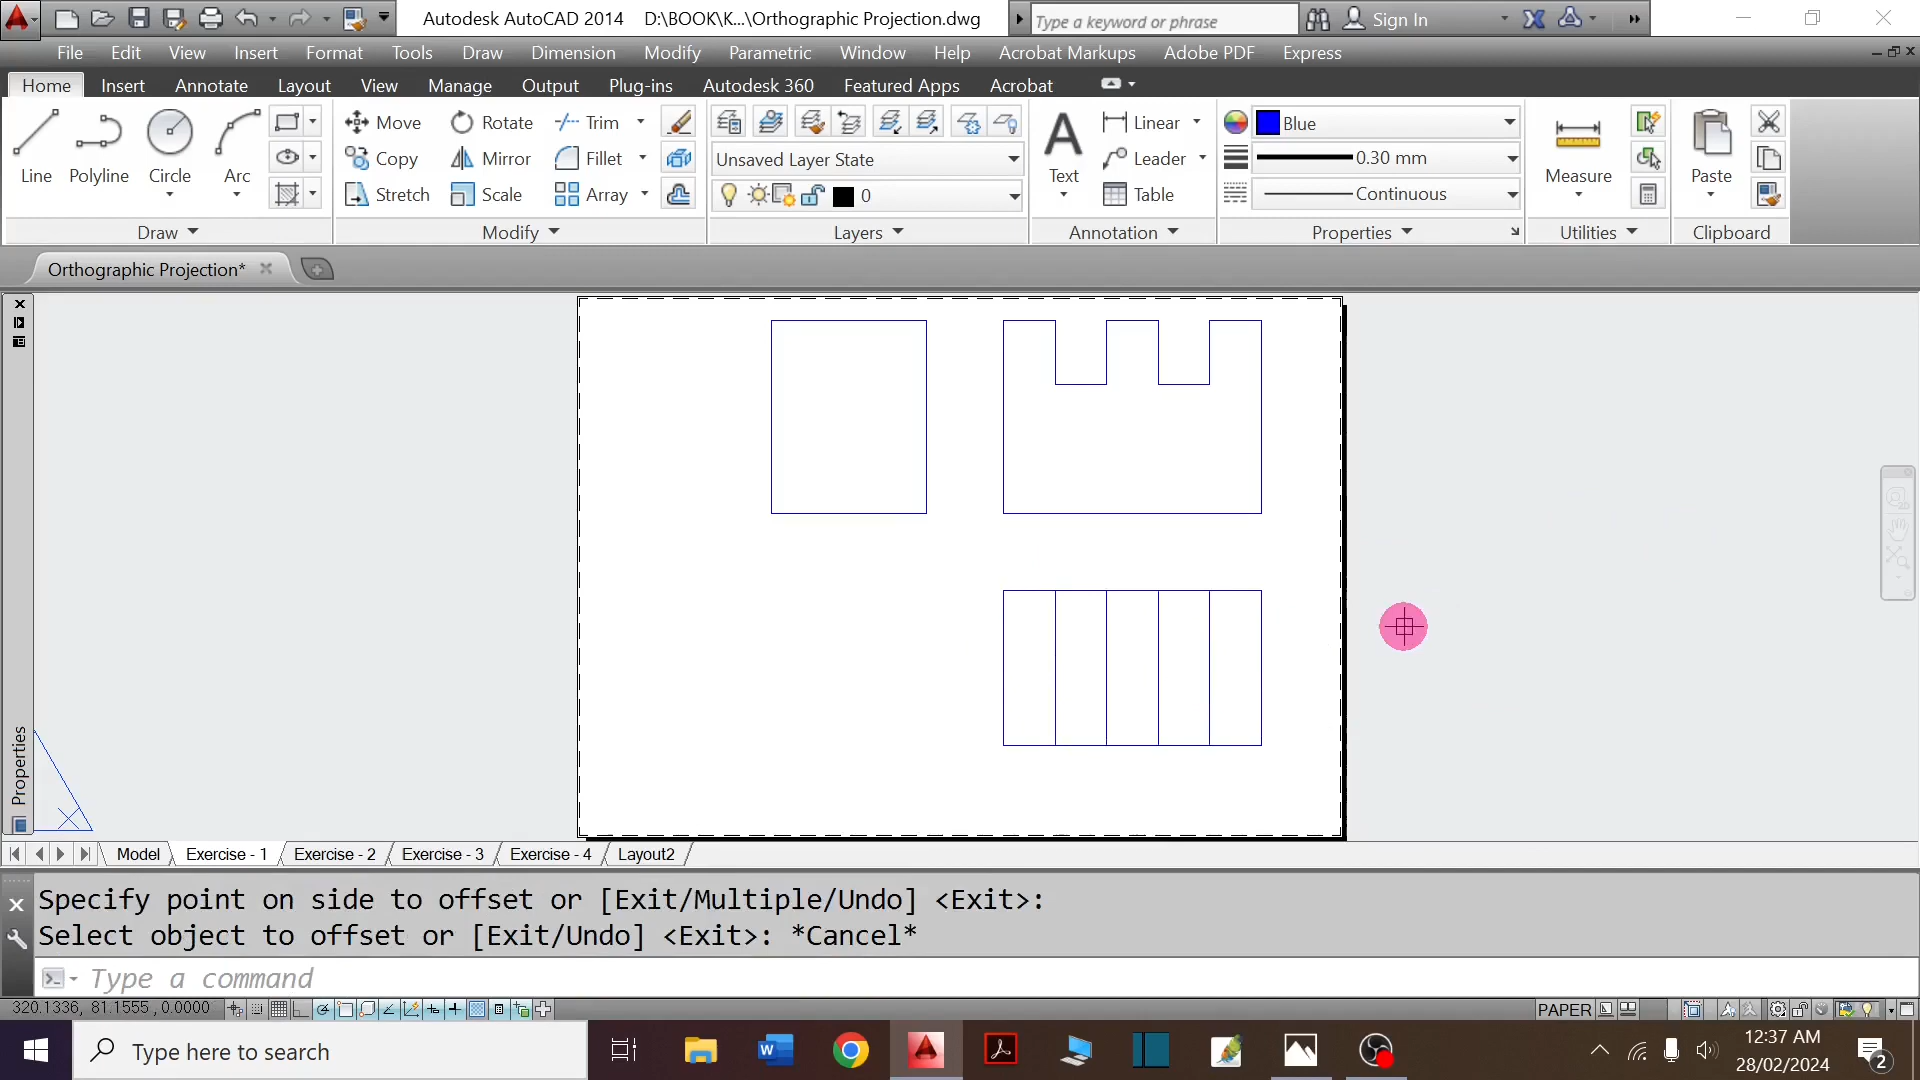 Autodesk AutoCAD 2014 D:\BOOK\K...\Orthographic Projection.dwg Type a keyword or phrase Sign In
File Edit View Insert Format Tools Draw Dimension Modify Parametric Window Help Acrobat Markups Adobe PDF Express
Home Insert Annotate Layout View Manage Output Plug-ins Autodesk 360 Featured Apps Acrobat
Move Rotate Trim Linear Blue
Copy Mirror Fillet Unsaved Layer State Leader 0.30 mm
Line Polyline Circle Arc Text Measure Paste
Stretch Scale Array 0 Table Continuous
Draw Modify Layers Annotation Properties Utilities Clipboard
Orthographic Projection*
Properties
Model Exercise - 1 Exercise - 2 Exercise - 3 Exercise - 4 Layout2
Specify point on side to offset or [Exit/Multiple/Undo] <Exit>:
Select object to offset or [Exit/Undo] <Exit>: *Cancel*
Type a command
320.1336, 81.1555 , 0.0000 PAPER
Type here to search
12:37 AM
28/02/2024
2